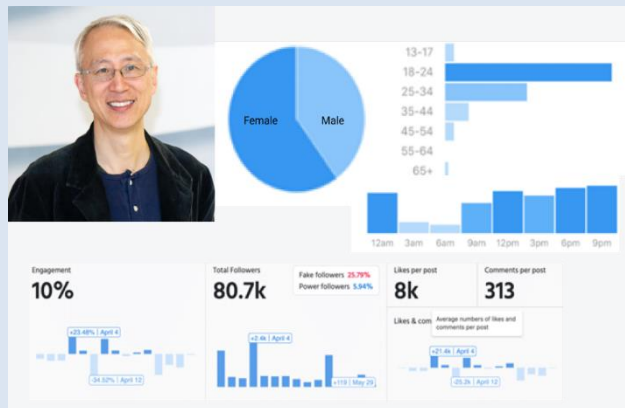 Female
Male
13-17
18-24
25-34
35-44
45-54
55-64
65+
12am 3am 6am 9am 12pm 3pm 6pm 9pm
Engagement
10%
+23.48% | April 4
-34.52% | April 12
Total Followers
80.7k
Fake followers 25.79%
Power followers 5.94%
+2.4k | April 4
+119 | May 29
Likes per post
8k
Comments per post
313
Likes & com
Average numbers of likes and
comments per post
+21.4k | April 4
-25.2k | April 12